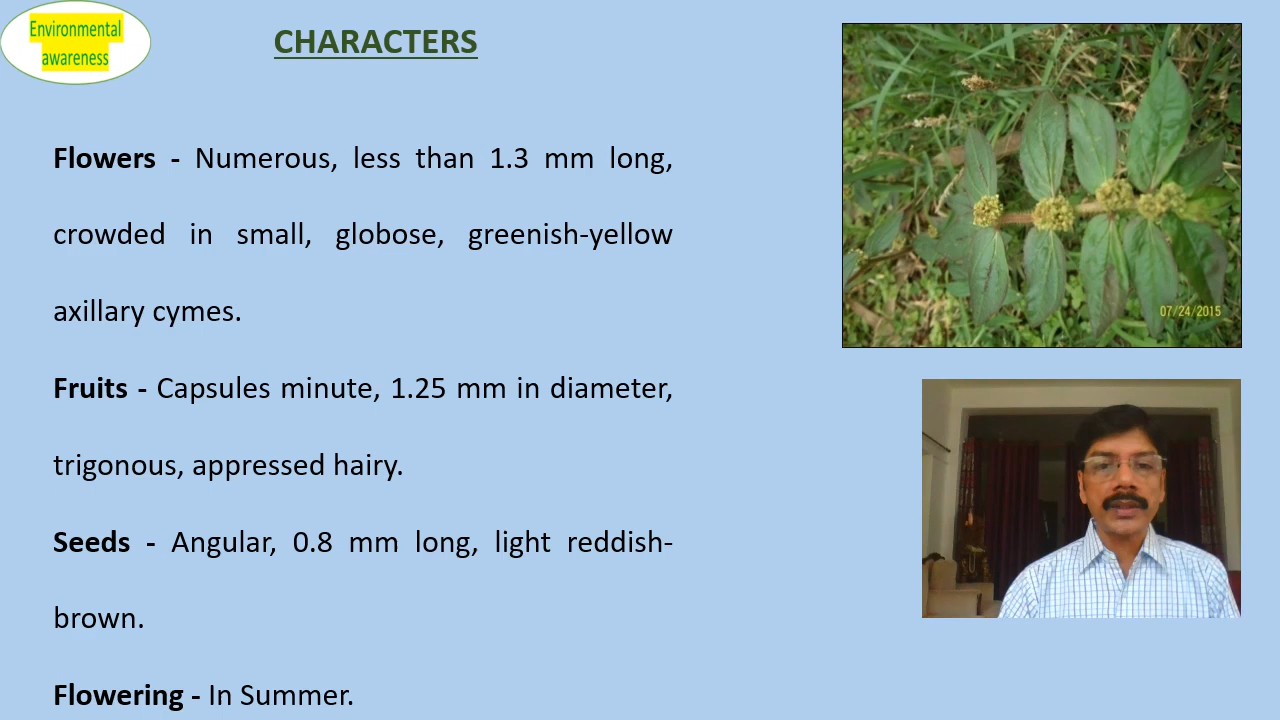 Environmental
awareness
CHARACTERS
Flowers - Numerous, less than 1.3 mm long,
crowded in small, globose, greenish-yellow
axillary cymes.
Fruits - Capsules minute, 1.25 mm in diameter,
trigonous, appressed hairy.
Seeds - Angular, 0.8 mm long, light reddish-
brown.
Flowering - In Summer.
07/24/2015